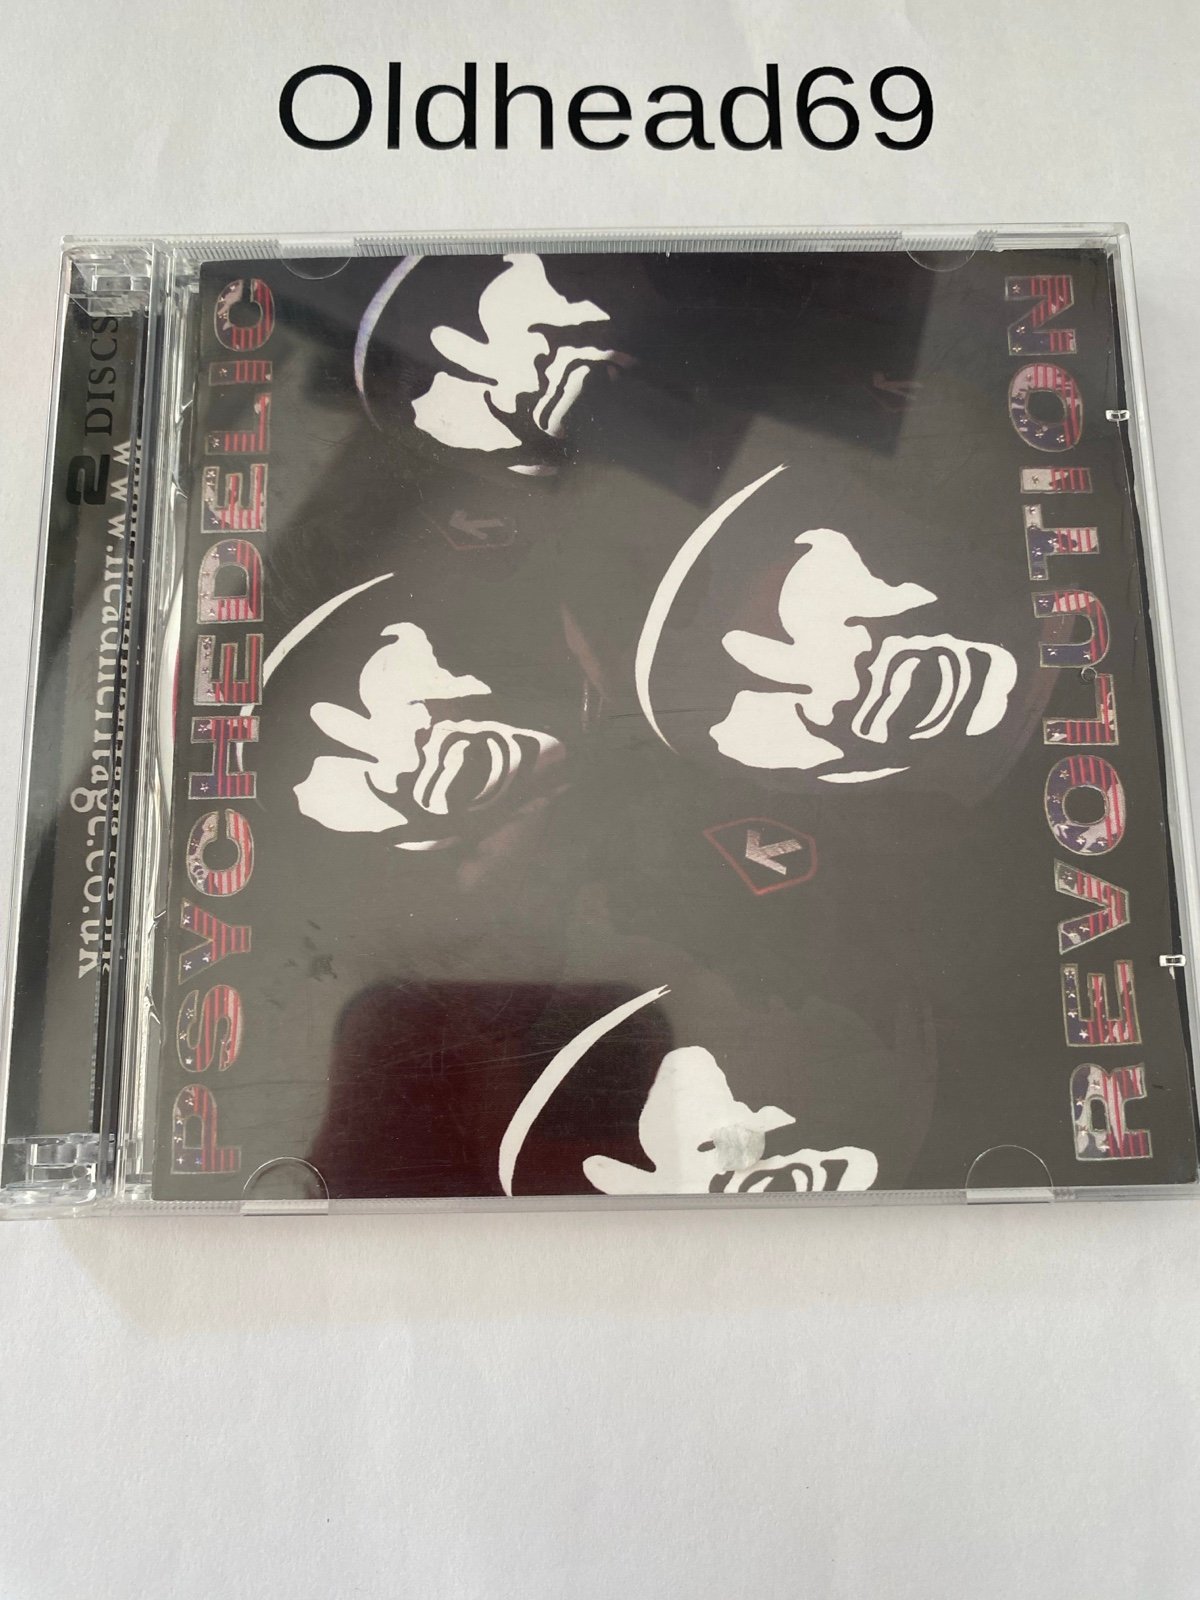 Oldhead69
2 DISCS
PSYCHEDELIC
REVOLUTION